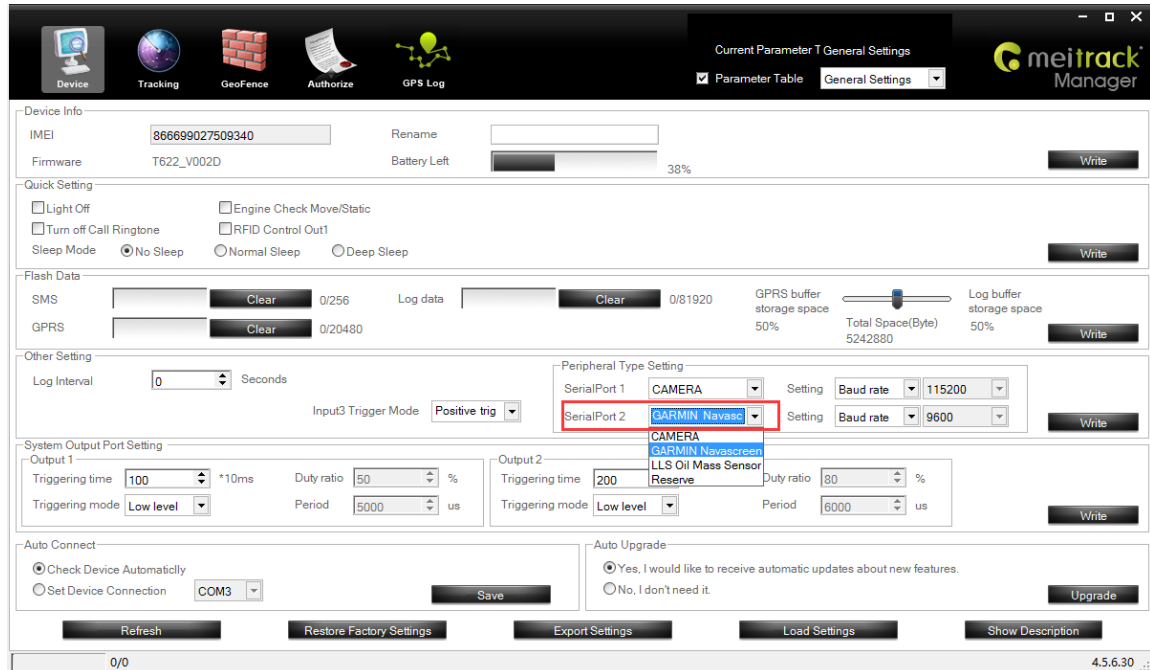 Device
Tracking
GeoFence
Authorize
GPS Log
Current Parameter T General Settings
Parameter Table General Settings
meitrack
Manager
Device Info
IMEI 866699027509340 Rename
Firmware T622_V002D Battery Left 38%
Write
Quick Setting
Light Off Engine Check Move/Static
Turn off Call Ringtone RFID Control Out1
Sleep Mode No Sleep Normal Sleep Deep Sleep
Write
Flash Data
SMS Clear 0/256 Log data Clear 0/81920
GPRS Clear 0/20480
GPRS buffer
storage space
50%
Total Space(Byte)
5242880
Log buffer
storage space
50%
Write
Other Setting
Log Interval 0 Seconds
Input3 Trigger Mode Positive trig
Peripheral Type Setting
SerialPort 1 CAMERA Setting Baud rate 115200
SerialPort 2 GARMIN Navasc Setting Baud rate 9600
CAMERA
GARMIN Navascreen
LLS Oil Mass Sensor
Reserve
Write
System Output Port Setting
Output 1
Triggering time 100 *10ms Duty ratio 50 %
Triggering mode Low level Period 5000 us
Output 2
Triggering time 200 Duty ratio 80 %
Triggering mode Low level Period 6000 us
Write
Auto Connect
Check Device Automaticlly
Set Device Connection COM3
Save
Auto Upgrade
Yes, I would like to receive automatic updates about new features.
No, I don't need it.
Upgrade
Refresh
Restore Factory Settings
Export Settings
Load Settings
Show Description
0/0
4.5.6.30